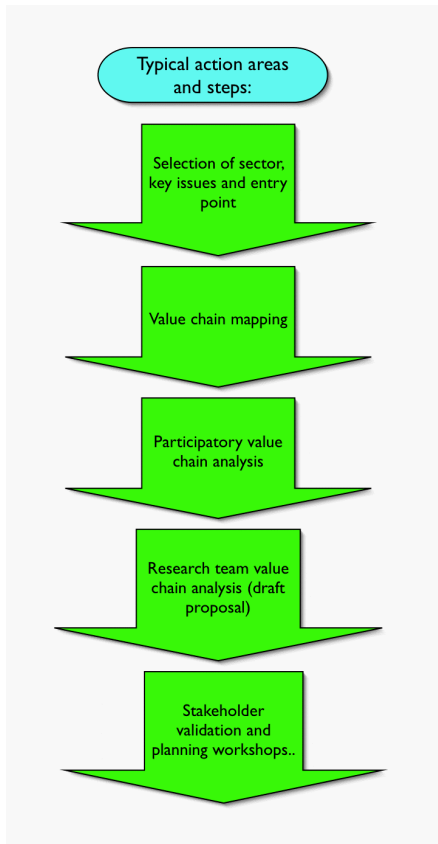 Typical action areas
and steps:
Selection of sector,
key issues and entry
point
Value chain mapping
Participatory value
chain analysis
Research team value
chain analysis (draft
proposal)
Stakeholder
validation and
planning workshops..